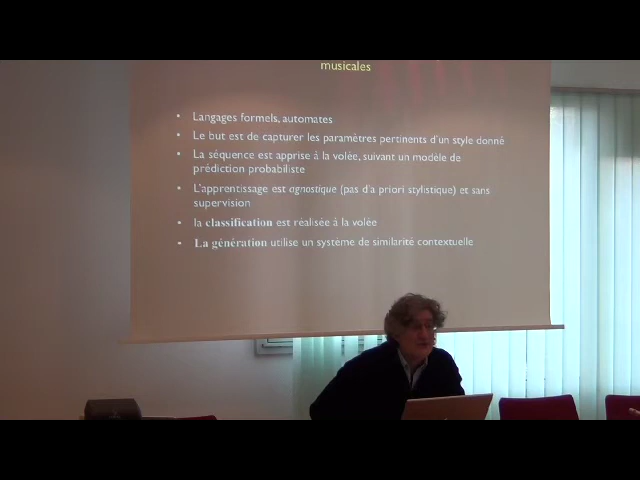 musicales
• Langages formels, automates
• Le but est de capturer les paramètres pertinents d'un style donné
• La séquence est apprise à la volée, suivant un modèle de
prédiction probabiliste
• L'apprentissage est agnostique (pas d'a priori stylistique) et sans
supervision
• la classification est réalisée à la volée
• La génération utilise un système de similarité contextuelle